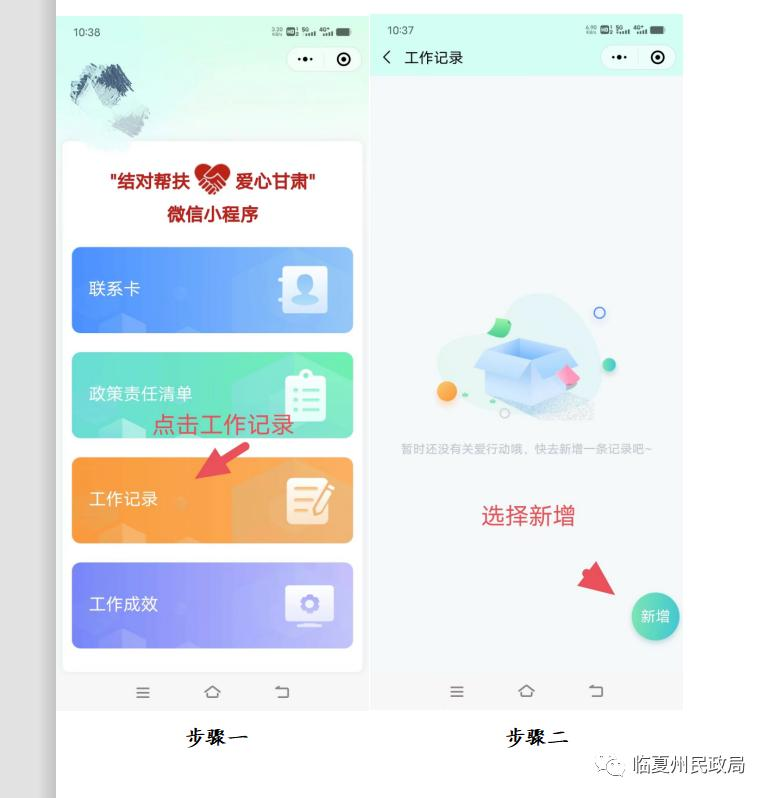 10:38
"结对帮扶 爱心甘肃"
微信小程序
联系卡
政策责任清单
点击工作记录
工作记录
工作成效
步骤一
10:37
工作记录
暂时还没有关爱行动哦，快去新增一条记录吧~
选择新增
新增
步骤二
临夏州民政局